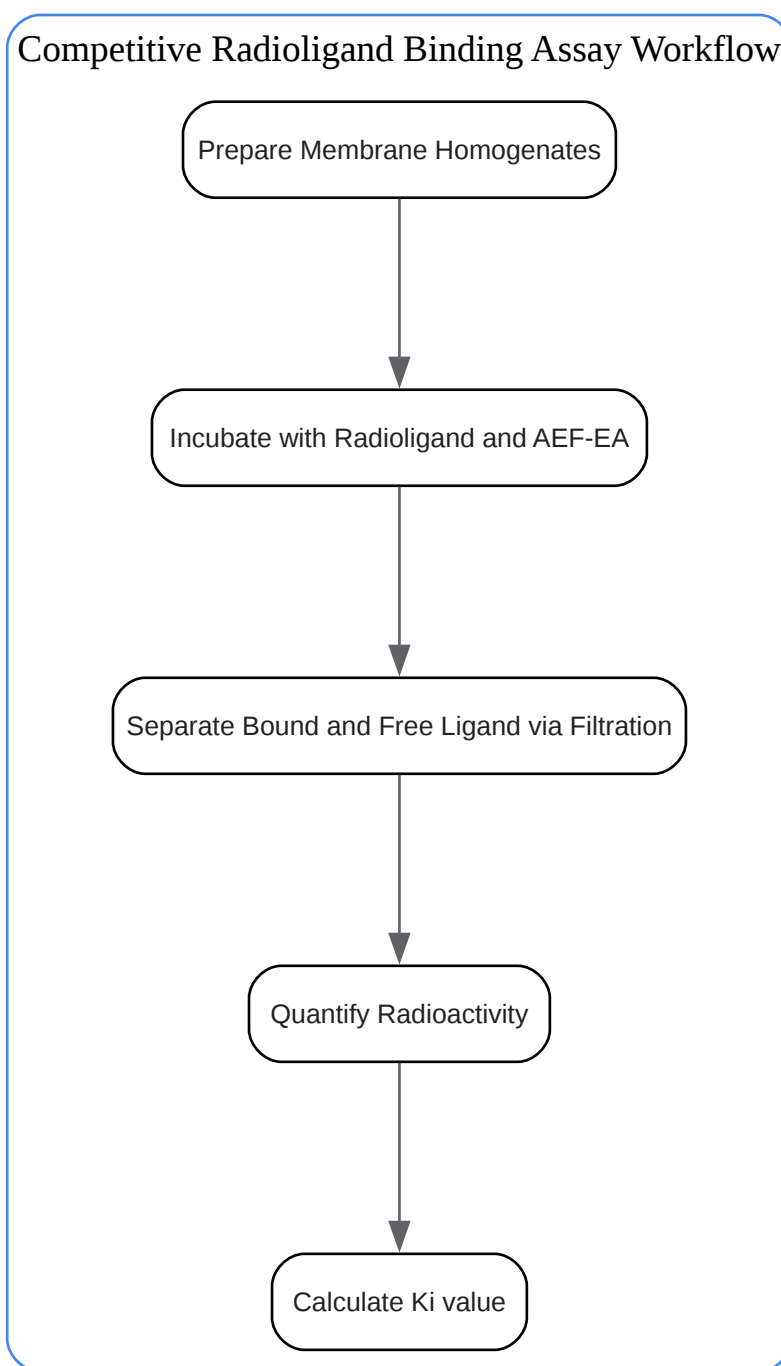 Competitive Radioligand Binding Assay Workflow
Prepare Membrane Homogenates
Incubate with Radioligand and AEF-EA
Separate Bound and Free Ligand via Filtration
Quantify Radioactivity
Calculate Ki value